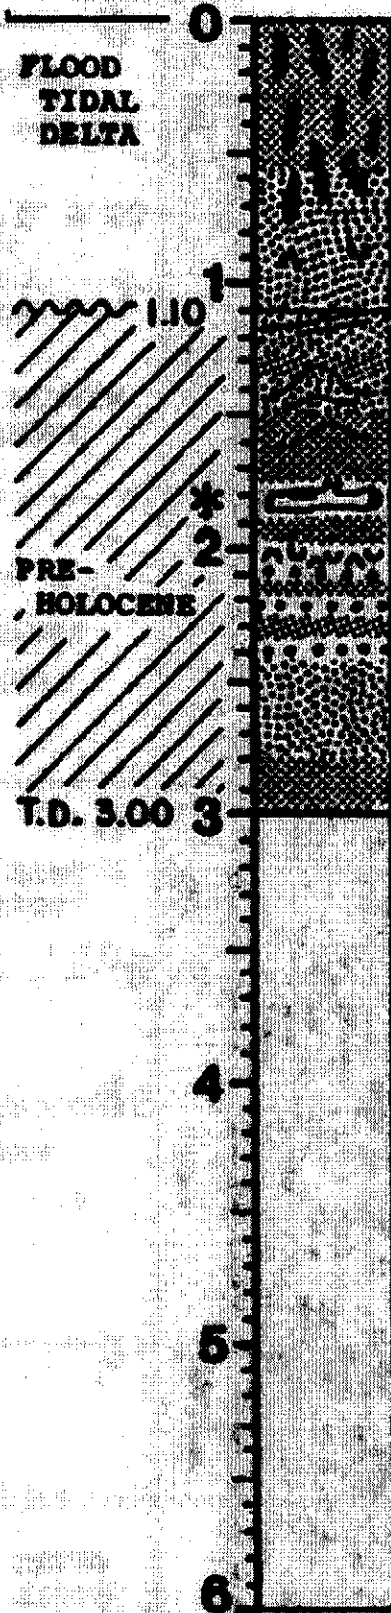 0
FLOOD
TIDAL
DELTA
1
1.10
*
2
PRE-
HOLOCENE
T.D. 3.00 3
4
5
6